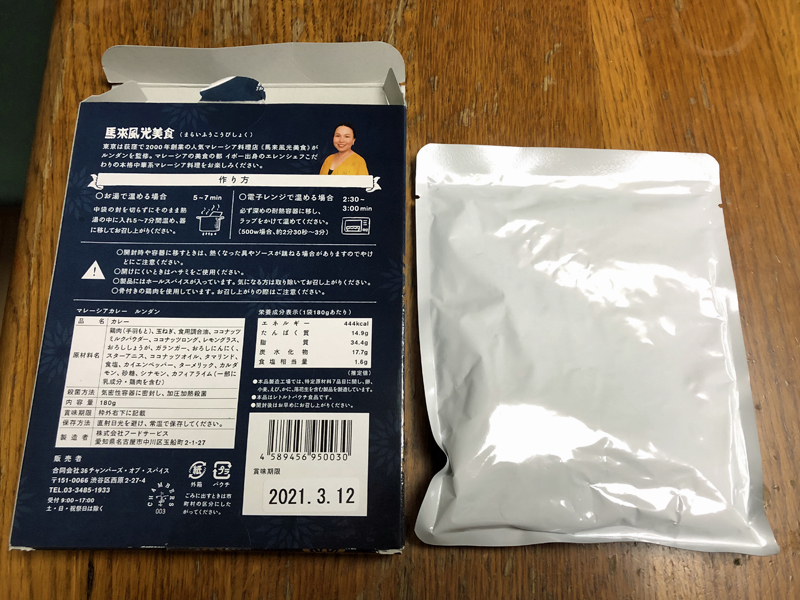 馬來風光美食（まらいふうこうびしょく）
東京は荻窪で2000年創業の人気マレーシア料理店《馬来風光美食》が
ルンダンを監修。マレーシアの美食の都 イポー出身のエレンシェフこだ
わりの本格中華系マレーシア料理をお楽しみください。
作り方
○お湯で温める場合 5～7min
中袋の封を切らずにそのまま熱
湯の中に入れ5～7分間温め、器
に移してお召し上がりください。
○電子レンジで温める場合 2:30～
3:00min
必ず深めの耐熱容器に移し、
ラップをかけて温めてください。
（500w場合、約2分30秒～3分）
○開封時や容器に移すときは、熱くなった具やソースが跳ねる場合がありますのでやけ
どにご注意ください。
○開けにくいときはハサミをご使用ください。
○製品にはホールスパイスが入っています。気になる方は取り除いてお召し上がりください。
○骨付きの鶏肉を使用しています。お召し上がりの際はご注意ください。
マレーシアカレー ルンダン
品 名 カレー
原材料名 鶏肉（手羽もと）、玉ねぎ、食用調合油、ココナッツ
ミルクパウダー、ココナッツロング、レモングラス、
おろししょうが、ガランガー、おろしにんにく、
スターアニス、ココナッツオイル、タマリンド、
食塩、カイエンペッパー、ターメリック、カルダ
モン、砂糖、シナモン、カフィアライム（一部に
乳成分・鶏肉を含む）
殺菌方法 気密性容器に密封し、加圧加熱殺菌
内 容 量 180g
賞味期限 枠外右下に記載
保存方法 直射日光を避け、常温で保存してください。
製 造 者 株式会社フードサービス
愛知県名古屋市中川区玉船町2-1-27
栄養成分表示（1袋180gあたり）
エネルギー 444kcal
たんぱく質 14.9g
脂 質 34.4g
炭水化物 17.7g
食塩相当量 1.6g
（推定値）
●本製品製造工場では、特定原材料7品目に関し、卵、
小麦、えび、かに、落花生を含む製品を製造しています。
●本品はレトルトパウチ食品です。
●開封後はお早めにお召し上がりください。
4 589456 950030
賞味期限
2021.3.12
販 売 者
合同会社36チャンバーズ・オブ・スパイス
〒151-0066 渋谷区西原2-27-4
TEL.03-3485-1933
受付 9:00～17:00
土・日・祝祭日は除く
003
紙
外箱
プラ
パウチ
ごみに出すときは市
町村の区分にした
がってください。